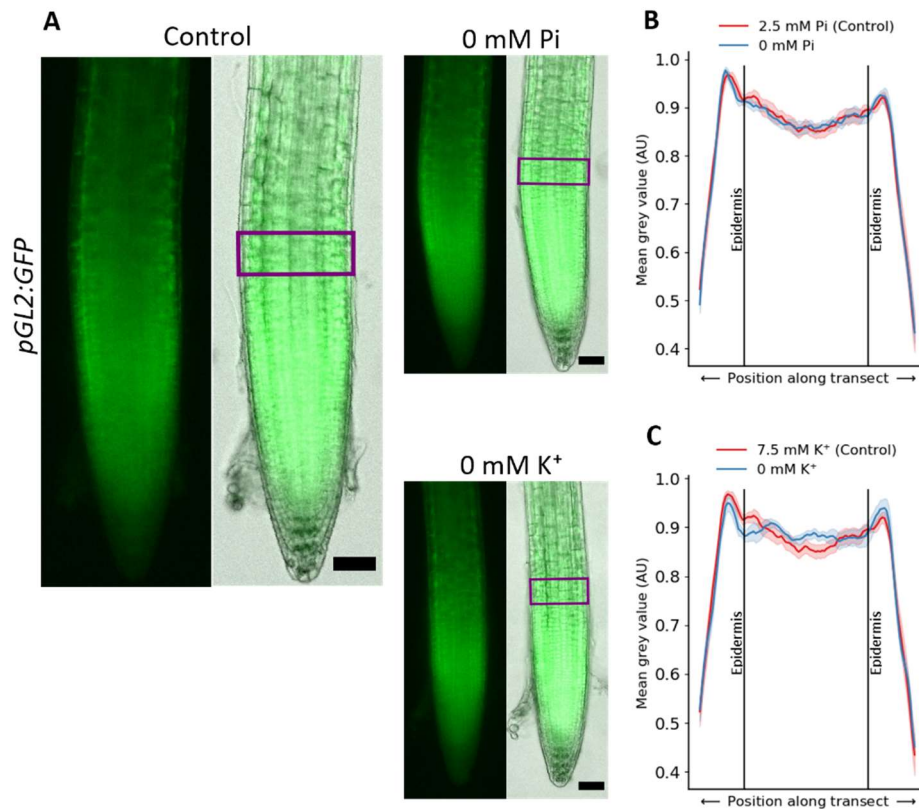 A
Control
pGL2:GFP
0 mM Pi
0 mM K⁺
B
2.5 mM Pi (Control)
0 mM Pi
1.0
0.9
0.8
0.7
0.6
0.5
0.4
Mean grey value (AU)
Epidermis
Epidermis
← Position along transect →
C
7.5 mM K⁺ (Control)
0 mM K⁺
1.0
0.9
0.8
0.7
0.6
0.5
0.4
Mean grey value (AU)
Epidermis
Epidermis
← Position along transect →